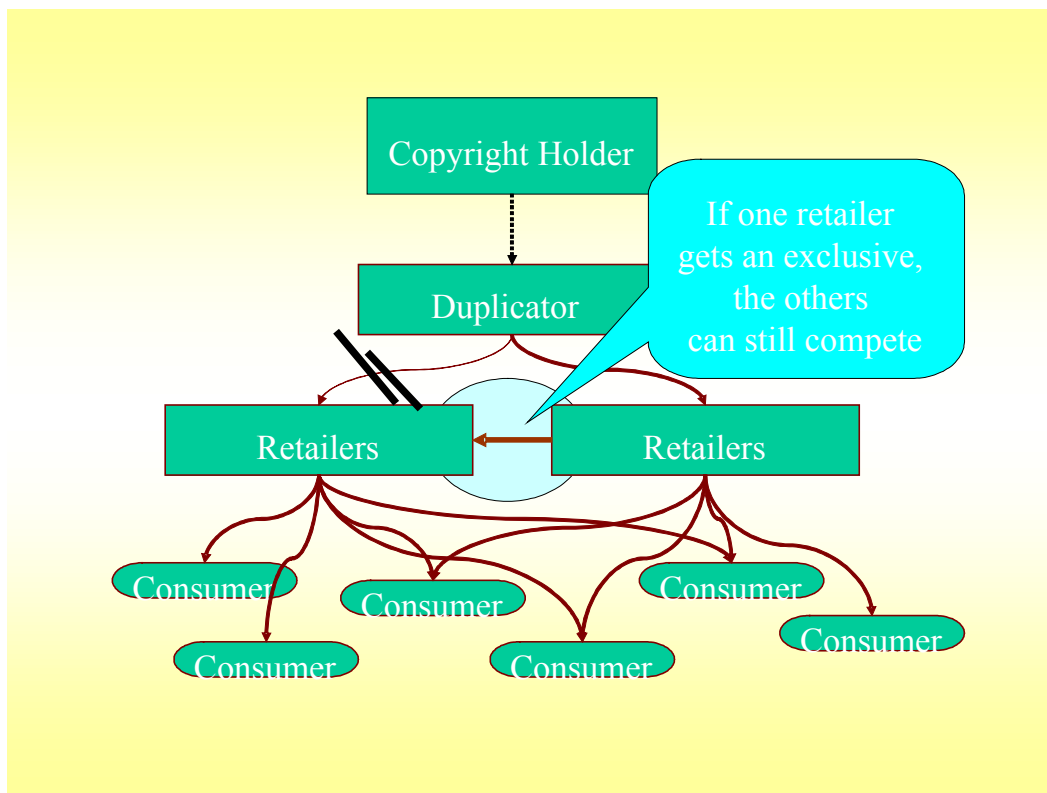 Copyright Holder
If one retailer
gets an exclusive,
the others
can still compete
Duplicator
Retailers
Retailers
Consumer
Consumer
Consumer
Consumer
Consumer
Consumer